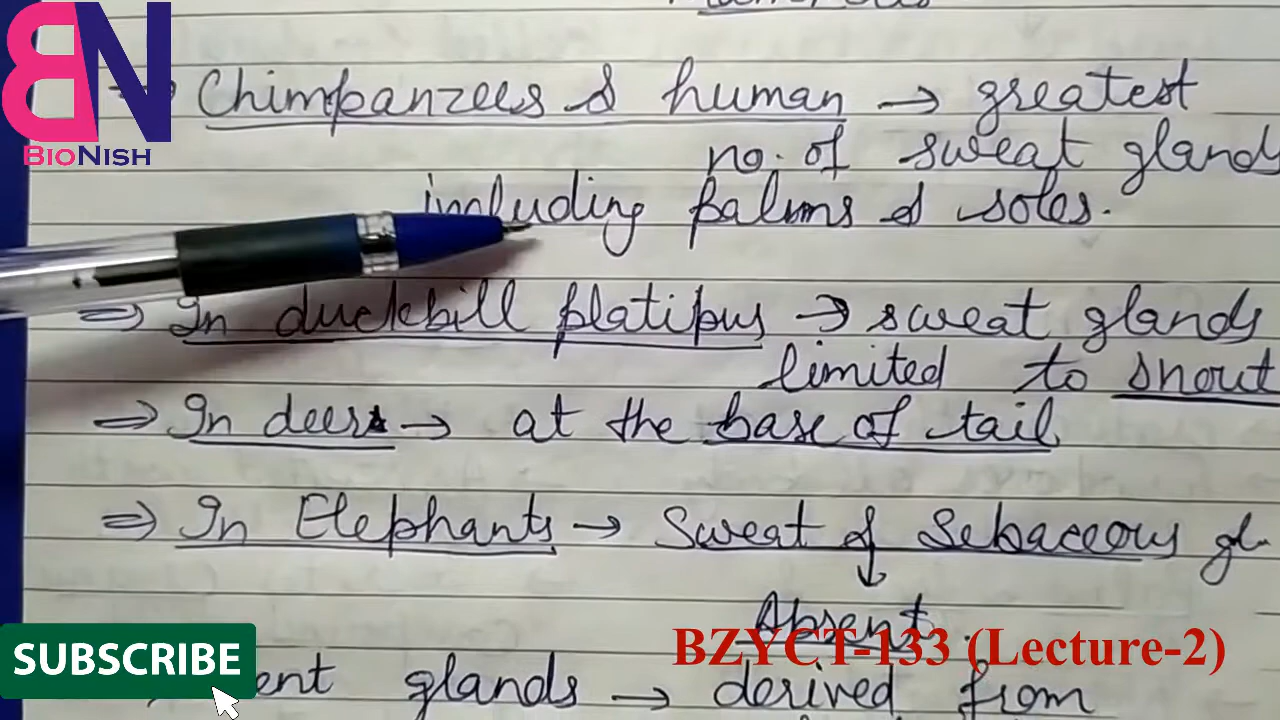 BN
BIONISH
⇒ Chimpanzees & human → greatest
no. of sweat glands
including palms & soles.
⇒ In duckbill platipus → sweat glands
limited to snout
⇒ In deers → at the base of tail
⇒ In Elephants → Sweat & Sebaceous gl
↓
Absent.
BZYCT-133 (Lecture-2)
SUBSCRIBE
ent glands → derived from